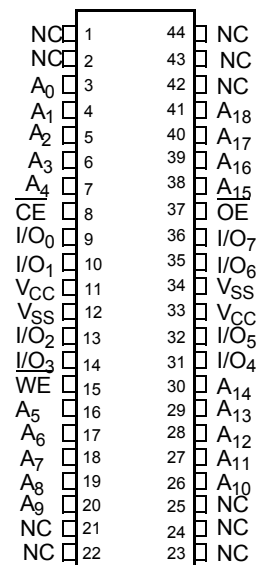 NC 1 44 NC
NC 2 43 NC
A0 3 42 NC
A1 4 41 A18
A2 5 40 A17
A3 6 39 A16
A4 7 38 A15
C̅E̅ 8 37 O̅E̅
I/O0 9 36 I/O7
I/O1 10 35 I/O6
VCC 11 34 VSS
VSS 12 33 VCC
I/O2 13 32 I/O5
I/O3 14 31 I/O4
W̅E̅ 15 30 A14
A5 16 29 A13
A6 17 28 A12
A7 18 27 A11
A8 19 26 A10
A9 20 25 NC
NC 21 24 NC
NC 22 23 NC